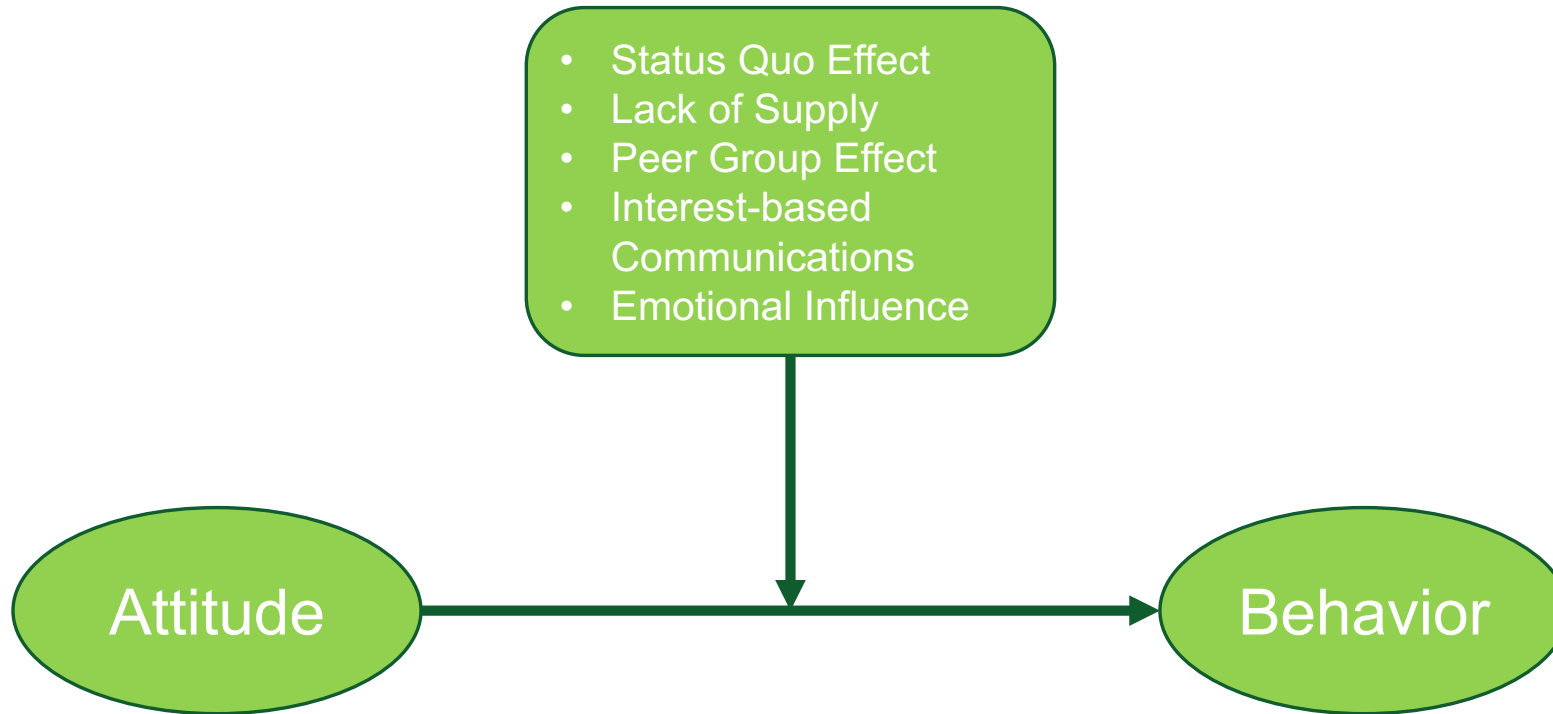 • Status Quo Effect
• Lack of Supply
• Peer Group Effect
• Interest-based
Communications
• Emotional Influence
Attitude
Behavior